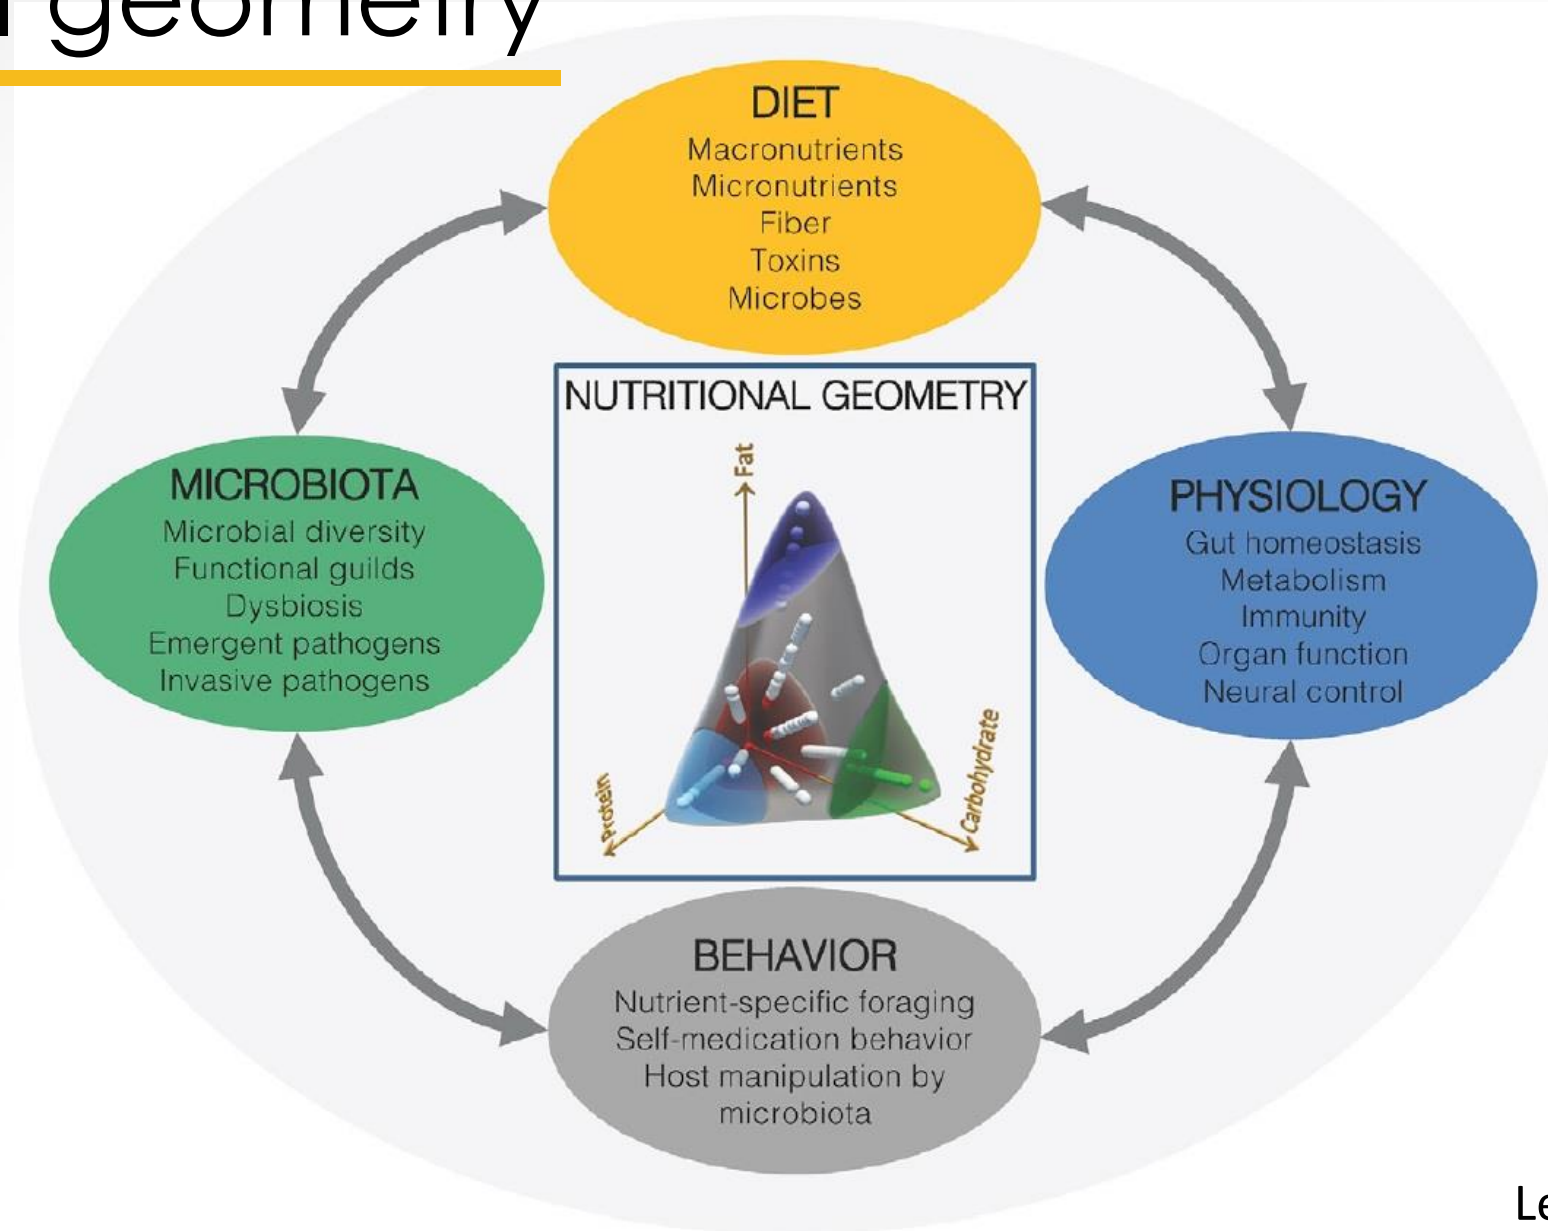 geometry
DIET
Macronutrients
Micronutrients
Fiber
Toxins
Microbes
NUTRITIONAL GEOMETRY
Fat
Protein
Carbohydrate
MICROBIOTA
Microbial diversity
Functional guilds
Dysbiosis
Emergent pathogens
Invasive pathogens
PHYSIOLOGY
Gut homeostasis
Metabolism
Immunity
Organ function
Neural control
BEHAVIOR
Nutrient-specific foraging
Self-medication behavior
Host manipulation by
microbiota